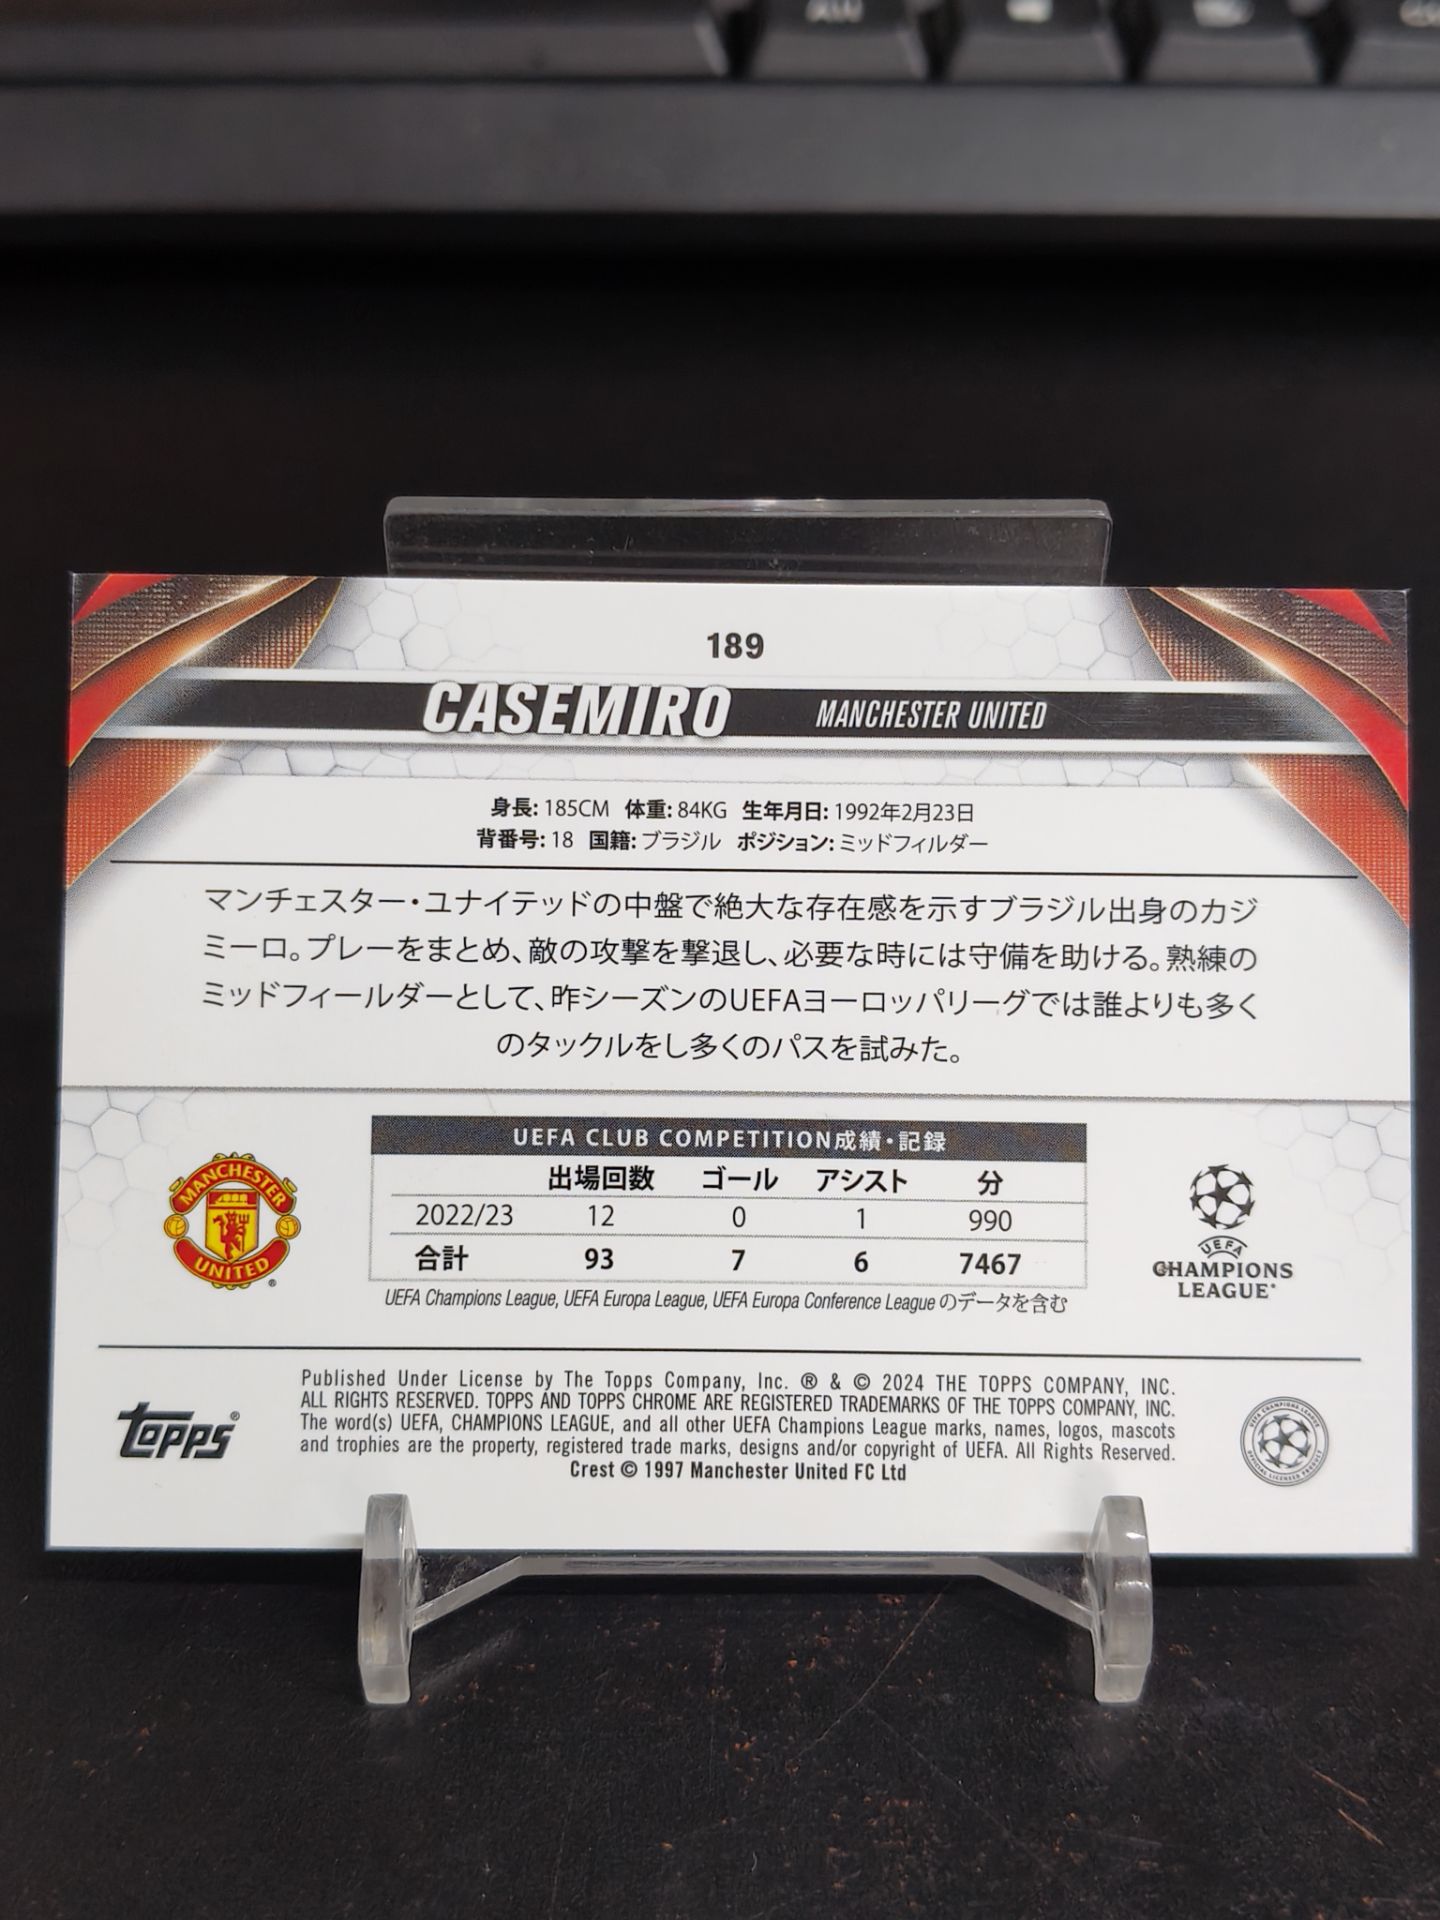 Alt
189
CASEMIRO MANCHESTER UNITED
身長: 185CM 体重: 84KG 生年月日: 1992年2月23日
背番号: 18 国籍: ブラジル ポジション: ミッドフィルダー
マンチェスター・ユナイテッドの中盤で絶大な存在感を示すブラジル出身のカジ
ミーロ。プレーをまとめ、敵の攻撃を撃退し、必要な時には守備を助ける。熟練の
ミッドフィールダーとして、昨シーズンのUEFAヨーロッパリーグでは誰よりも多く
のタックルをし多くのパスを試みた。
UEFA CLUB COMPETITION成績・記録
出場回数 ゴール アシスト 分
2022/23 12 0 1 990
合計 93 7 6 7467
UEFA Champions League, UEFA Europa League, UEFA Europa Conference League のデータを含む
MANCHESTER
UNITED
®
UEFA
CHAMPIONS
LEAGUE®
Published Under License by The Topps Company, Inc. ® & © 2024 THE TOPPS COMPANY, INC.
ALL RIGHTS RESERVED. TOPPS AND TOPPS CHROME ARE REGISTERED TRADEMARKS OF THE TOPPS COMPANY, INC.
The word(s) UEFA, CHAMPIONS LEAGUE, and all other UEFA Champions League marks, names, logos, mascots
and trophies are the property, registered trade marks, designs and/or copyright of UEFA. All Rights Reserved.
Crest © 1997 Manchester United FC Ltd
topps®
UEFA CHAMPIONS LEAGUE
OFFICIAL LICENSED PRODUCT